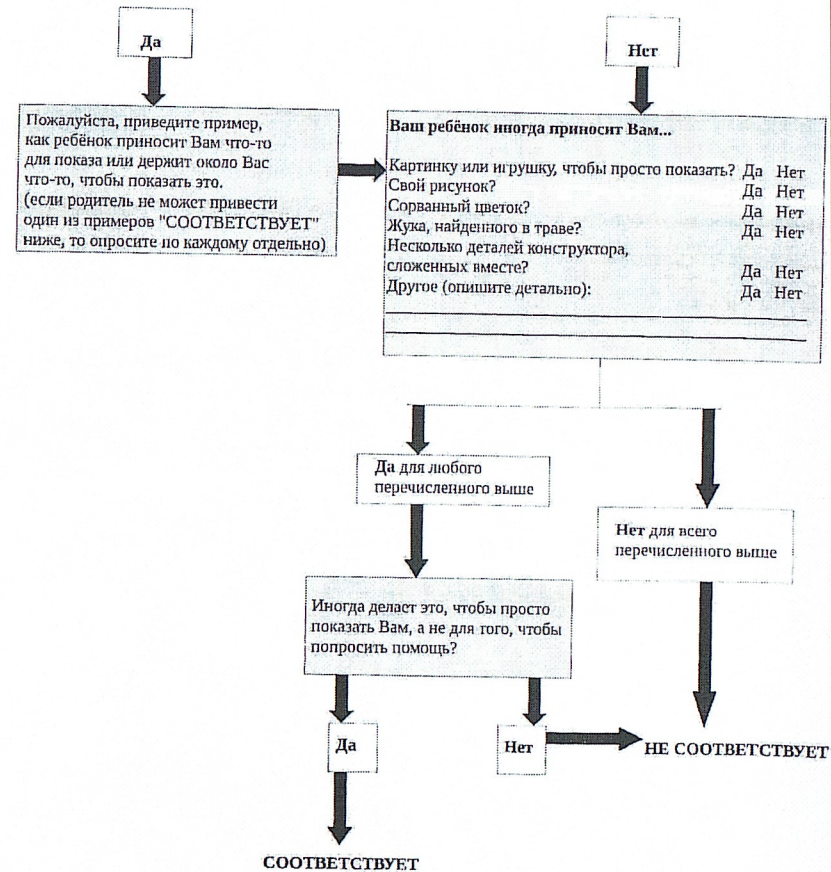 Да
Нет
Пожалуйста, приведите пример,
как ребёнок приносит Вам что-то
для показа или держит около Вас
что-то, чтобы показать это.
(если родитель не может привести
один из примеров "СООТВЕТСТВУЕТ"
ниже, то опросите по каждому отдельно)
Ваш ребёнок иногда приносит Вам...
Картинку или игрушку, чтобы просто показать? Да Нет
Свой рисунок? Да Нет
Сорванный цветок? Да Нет
Жука, найденного в траве? Да Нет
Несколько деталей конструктора,
сложенных вместе? Да Нет
Другое (опишите детально): Да Нет
Да для любого
перечисленного выше
Нет для всего
перечисленного выше
Иногда делает это, чтобы просто
показать Вам, а не для того, чтобы
попросить помощь?
Да
Нет
НЕ СООТВЕТСТВУЕТ
СООТВЕТСТВУЕТ